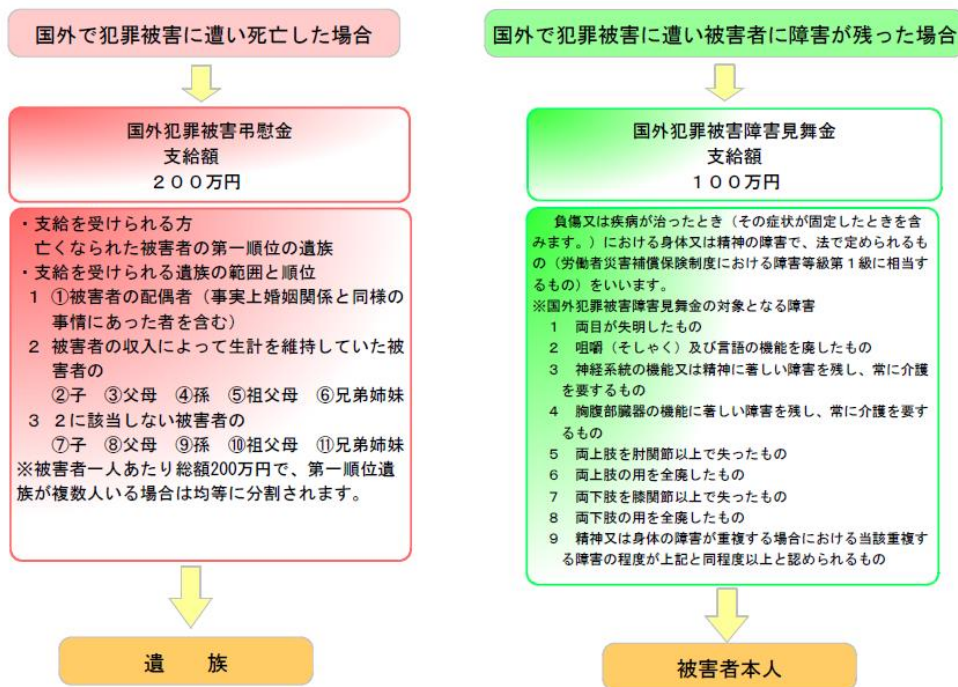 国外で犯罪被害に遭い死亡した場合
国外犯罪被害弔慰金
支給額
２００万円
・支給を受けられる方
亡くなられた被害者の第一順位の遺族
・支給を受けられる遺族の範囲と順位
１　①被害者の配偶者（事実上婚姻関係と同様の
事情にあった者を含む）
２　被害者の収入によって生計を維持していた被
害者の
②子　③父母　④孫　⑤祖父母　⑥兄弟姉妹
３　２に該当しない被害者の
⑦子　⑧父母　⑨孫　⑩祖父母　⑪兄弟姉妹
※被害者一人あたり総額200万円で、第一順位遺
族が複数人いる場合は均等に分割されます。
遺　　族
国外で犯罪被害に遭い被害者に障害が残った場合
国外犯罪被害障害見舞金
支給額
１００万円
負傷又は疾病が治ったとき（その症状が固定したときを含
みます。）における身体又は精神の障害で、法で定められるも
の（労働者災害補償保険制度における障害等級第１級に相当す
るもの）をいいます。
※国外犯罪被害障害見舞金の対象となる障害
１　両目が失明したもの
２　咀嚼（そしゃく）及び言語の機能を廃したもの
３　神経系統の機能又は精神に著しい障害を残し、常に介護
を要するもの
４　胸腹部臓器の機能に著しい障害を残し、常に介護を要す
るもの
５　両上肢を肘関節以上で失ったもの
６　両上肢の用を全廃したもの
７　両下肢を膝関節以上で失ったもの
８　両下肢の用を全廃したもの
９　精神又は身体の障害が重複する場合における当該重複す
る障害の程度が上記と同程度以上と認められるもの
被害者本人